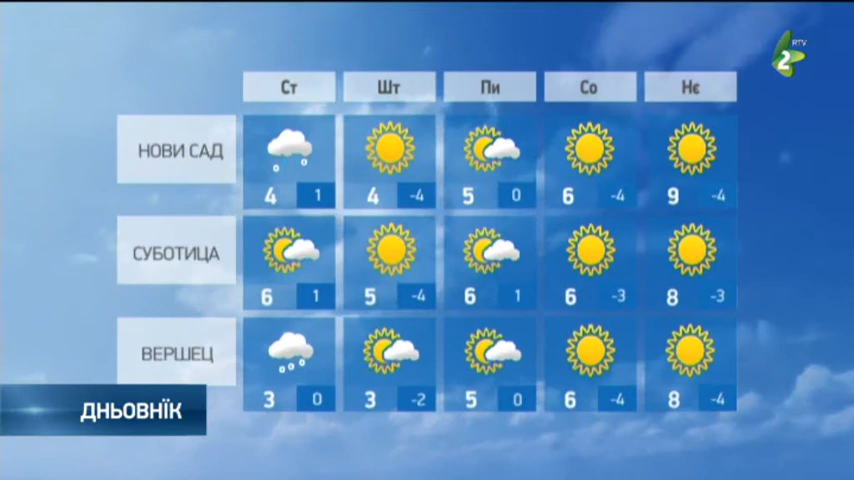 RTV
2
Ст Шт Пи Со Нє
НОВИ САД
4 1 4 -4 5 0 6 -4 9 -4
СУБОТИЦА
6 1 5 -4 6 1 6 -3 8 -3
ВЕРШЕЦ
3 0 3 -2 5 0 6 -4 8 -4
ДНЬОВНЇК